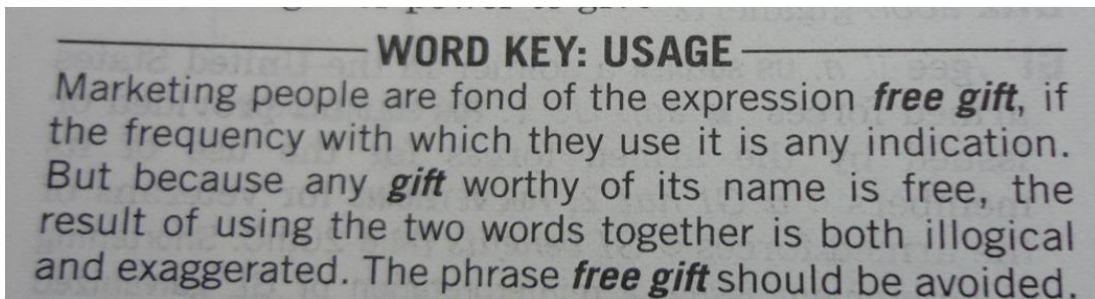 WORD KEY: USAGE
Marketing people are fond of the expression free gift, if
the frequency with which they use it is any indication.
But because any gift worthy of its name is free, the
result of using the two words together is both illogical
and exaggerated. The phrase free gift should be avoided.